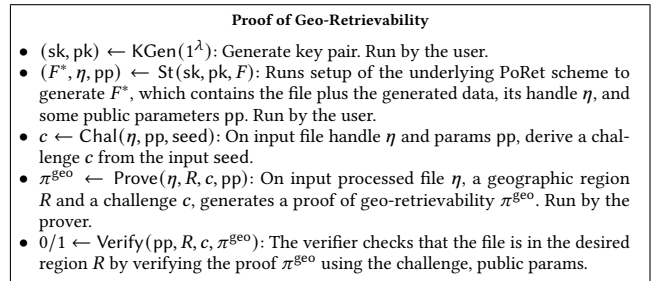 Proof of Geo-Retrievability
• (sk, pk) ← KGen(1^λ): Generate key pair. Run by the user.
• (F*, η, pp) ← St(sk, pk, F): Runs setup of the underlying PoRet scheme to
generate F*, which contains the file plus the generated data, its handle η, and
some public parameters pp. Run by the user.
• c ← Chal(η, pp, seed): On input file handle η and params pp, derive a chal-
lenge c from the input seed.
• π^geo ← Prove(η, R, c, pp): On input processed file η, a geographic region
R and a challenge c, generates a proof of geo-retrievability π^geo. Run by the
prover.
• 0/1 ← Verify(pp, R, c, π^geo): The verifier checks that the file is in the desired
region R by verifying the proof π^geo using the challenge, public params.